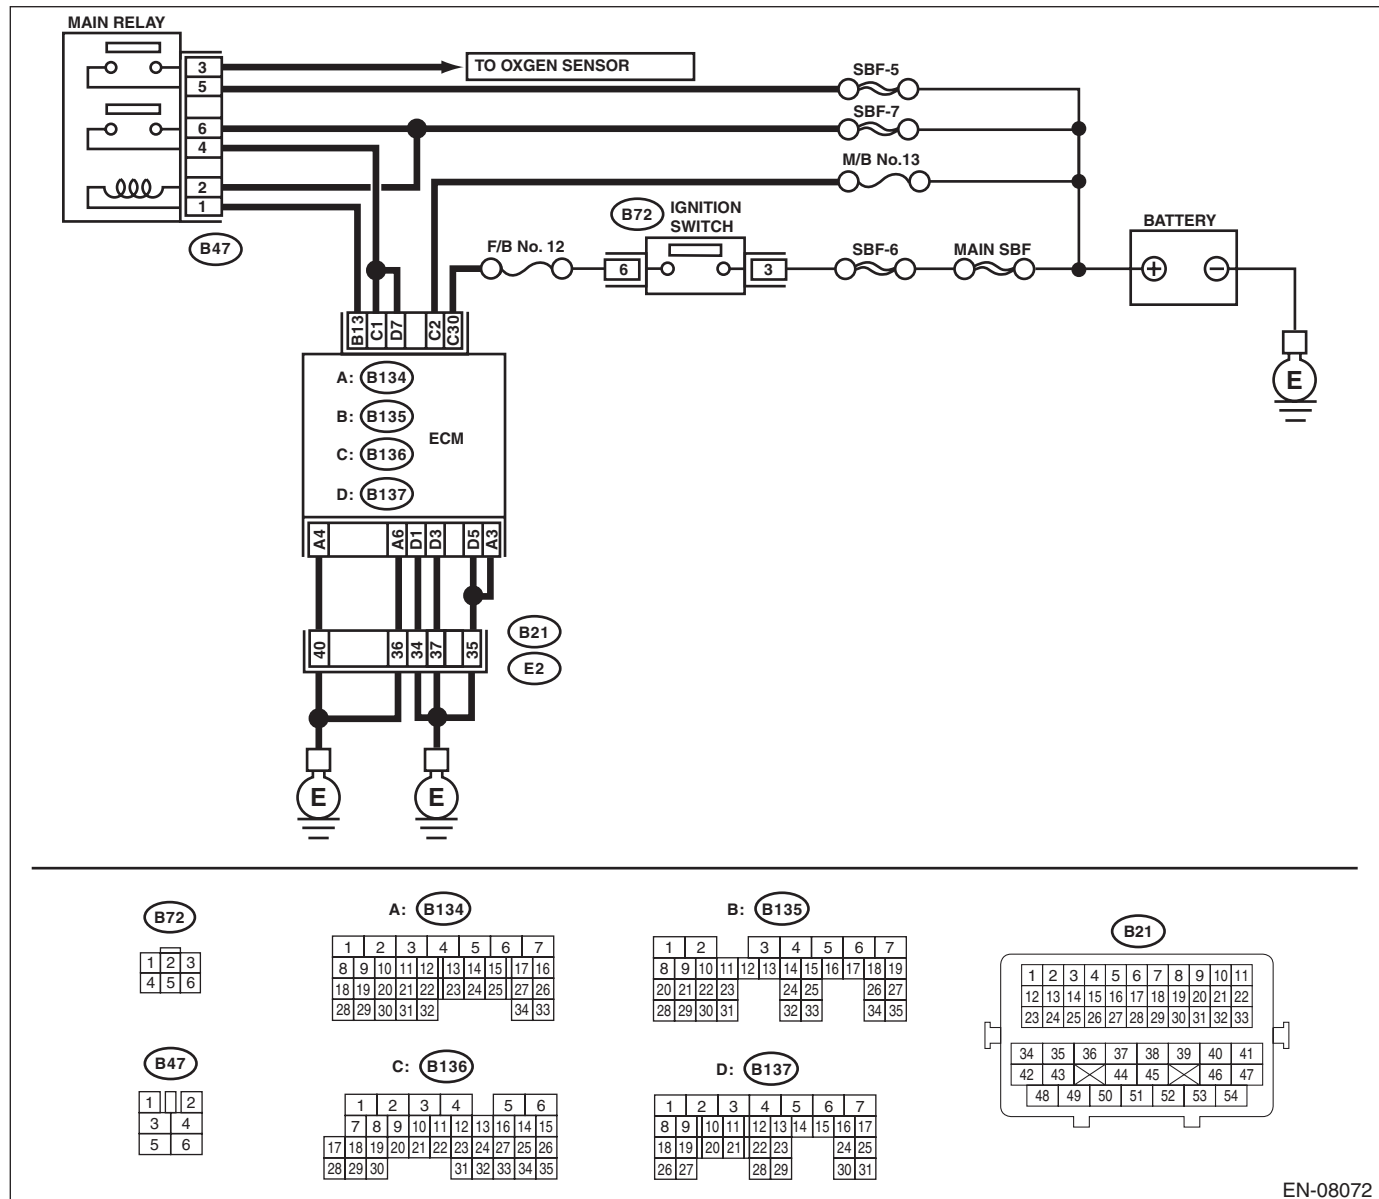 MAIN RELAY
3
5
6
4
2
1
B47
TO OXGEN SENSOR
SBF-5
SBF-7
M/B No.13
B72
IGNITION
SWITCH
F/B No. 12
6
3
SBF-6
MAIN SBF
BATTERY
+
−
E
B13 C1 D7 C2 C30
A: B134
B: B135
ECM
C: B136
D: B137
A4 A6 D1 D3 D5 A3
40 36 34 37 35
B21
E2
E E
B72
1 2 3
4 5 6
A: B134
1 2 3 4 5 6 7
8 9 10 11 12 13 14 15 17 16
18 19 20 21 22 23 24 25 27 26
28 29 30 31 32 34 33
B: B135
1 2 3 4 5 6 7
8 9 10 11 12 13 14 15 16 17 18 19
20 21 22 23 24 25 26 27
28 29 30 31 32 33 34 35
B21
1 2 3 4 5 6 7 8 9 10 11
12 13 14 15 16 17 18 19 20 21 22
23 24 25 26 27 28 29 30 31 32 33
34 35 36 37 38 39 40 41
42 43 44 45 46 47
48 49 50 51 52 53 54
B47
1 2
3 4
5 6
C: B136
1 2 3 4 5 6
7 8 9 10 11 12 13 16 14 15
17 18 19 20 21 22 23 24 27 25 26
28 29 30 31 32 33 34 35
D: B137
1 2 3 4 5 6 7
8 9 10 11 12 13 14 15 16 17
18 19 20 21 22 23 24 25
26 27 28 29 30 31
EN-08072